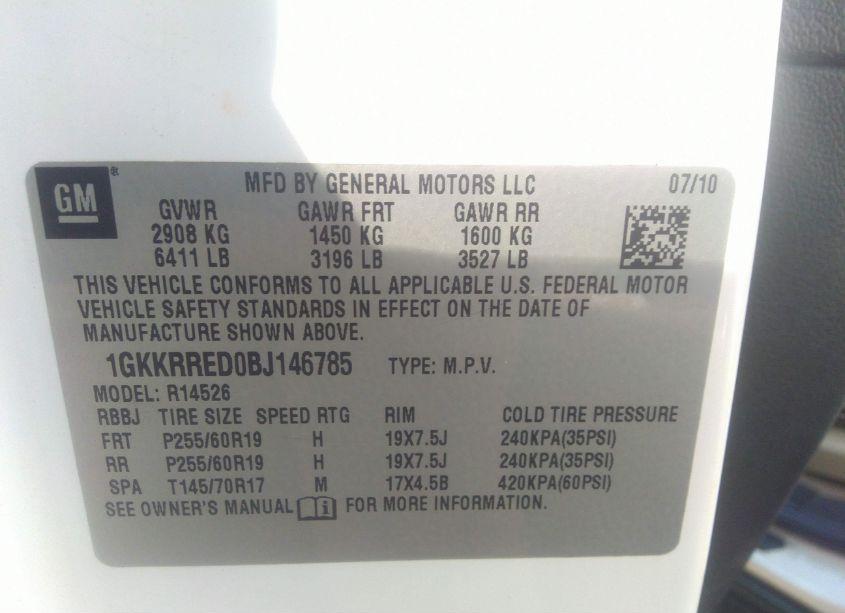 GM ® MFD BY GENERAL MOTORS LLC 07/10
GVWR GAWR FRT GAWR RR
2908 KG 1450 KG 1600 KG
6411 LB 3196 LB 3527 LB
THIS VEHICLE CONFORMS TO ALL APPLICABLE U.S. FEDERAL MOTOR
VEHICLE SAFETY STANDARDS IN EFFECT ON THE DATE OF
MANUFACTURE SHOWN ABOVE.
1GKKRRED0BJ146785 TYPE: M.P.V.
MODEL: R14526
RBBJ TIRE SIZE SPEED RTG RIM COLD TIRE PRESSURE
FRT P255/60R19 H 19X7.5J 240KPA(35PSI)
RR P255/60R19 H 19X7.5J 240KPA(35PSI)
SPA T145/70R17 M 17X4.5B 420KPA(60PSI)
SEE OWNER'S MANUAL i FOR MORE INFORMATION.